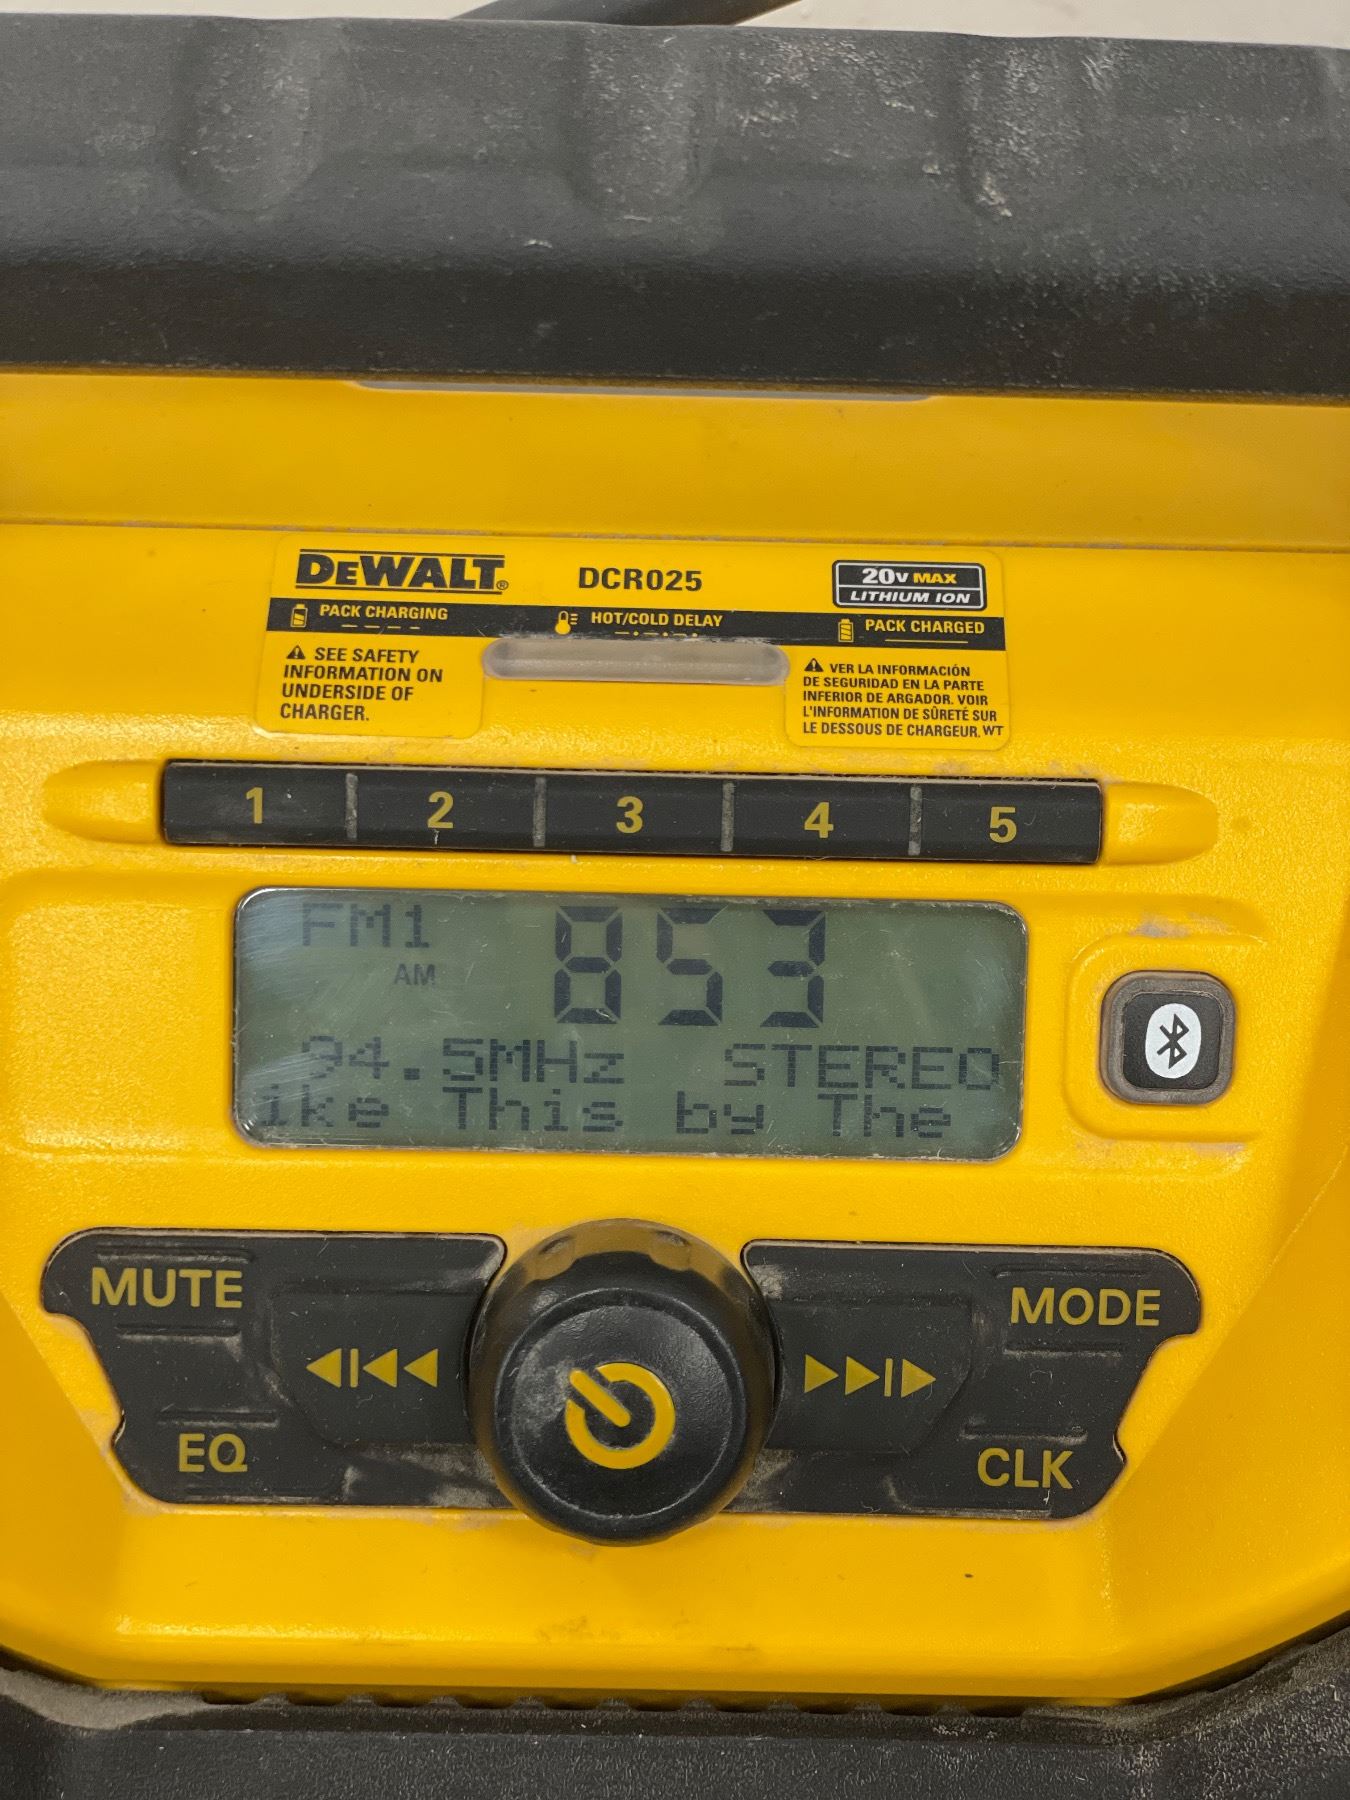 DEWALT®
DCR025
20V MAX
LITHIUM ION
PACK CHARGING
HOT/COLD DELAY
PACK CHARGED
SEE SAFETY
INFORMATION ON
UNDERSIDE OF
CHARGER.
VER LA INFORMACIÓN
DE SEGURIDAD EN LA PARTE
INFERIOR DE ARGADOR. VOIR
L'INFORMATION DE SÛRETÉ SUR
LE DESSOUS DE CHARGEUR. WT
1 2 3 4 5
FM1 853
AM
94.5MHz STEREO
ike This by The
MUTE
MODE
EQ
CLK